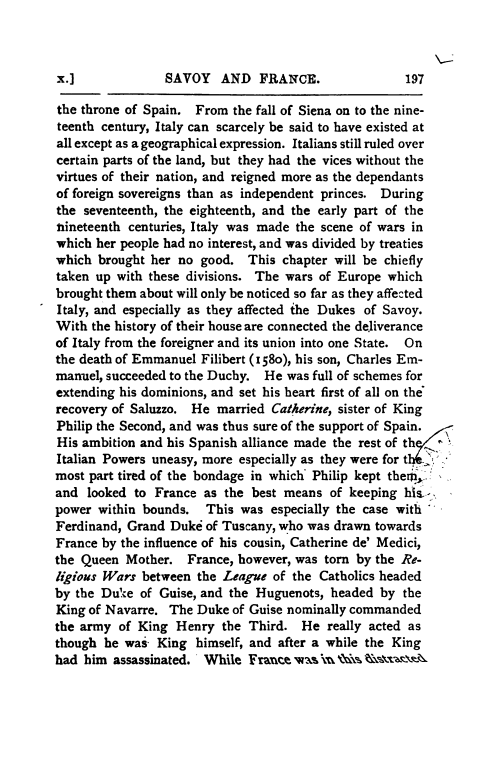 x.] SAVOY AND FRANCE. 197
the throne of Spain. From the fall of Siena on to the nine-
teenth century, Italy can scarcely be said to have existed at
all except as a geographical expression. Italians still ruled over
certain parts of the land, but they had the vices without the
virtues of their nation, and reigned more as the dependants
of foreign sovereigns than as independent princes. During
the seventeenth, the eighteenth, and the early part of the
nineteenth centuries, Italy was made the scene of wars in
which her people had no interest, and was divided by treaties
which brought her no good. This chapter will be chiefly
taken up with these divisions. The wars of Europe which
brought them about will only be noticed so far as they affected
Italy, and especially as they affected the Dukes of Savoy.
With the history of their house are connected the deliverance
of Italy from the foreigner and its union into one State. On
the death of Emmanuel Filibert (1580), his son, Charles Em-
manuel, succeeded to the Duchy. He was full of schemes for
extending his dominions, and set his heart first of all on the
recovery of Saluzzo. He married Catherine, sister of King
Philip the Second, and was thus sure of the support of Spain.
His ambition and his Spanish alliance made the rest of the
Italian Powers uneasy, more especially as they were for the
most part tired of the bondage in which Philip kept them,
and looked to France as the best means of keeping his
power within bounds. This was especially the case with
Ferdinand, Grand Duke of Tuscany, who was drawn towards
France by the influence of his cousin, Catherine de' Medici,
the Queen Mother. France, however, was torn by the Re-
ligious Wars between the League of the Catholics headed
by the Duke of Guise, and the Huguenots, headed by the
King of Navarre. The Duke of Guise nominally commanded
the army of King Henry the Third. He really acted as
though he was King himself, and after a while the King
had him assassinated. While France was in this distracted